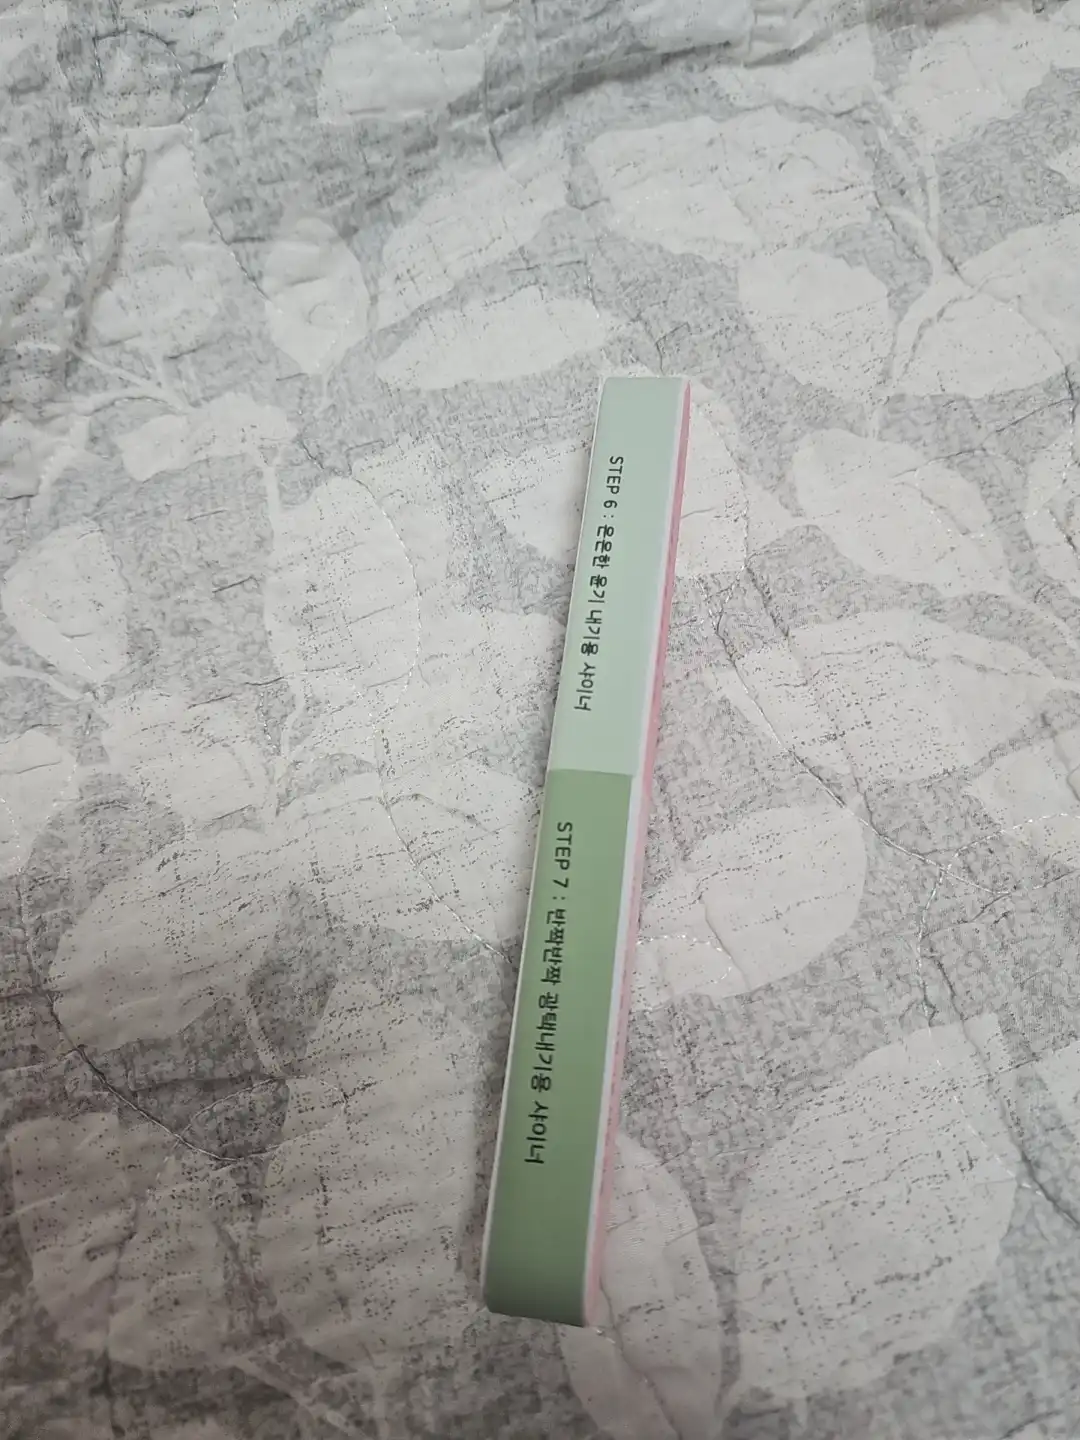 STEP 6 : 은은한 윤기 내기용 샤이너
STEP 7 : 반짝반짝 광택내기용 샤이너